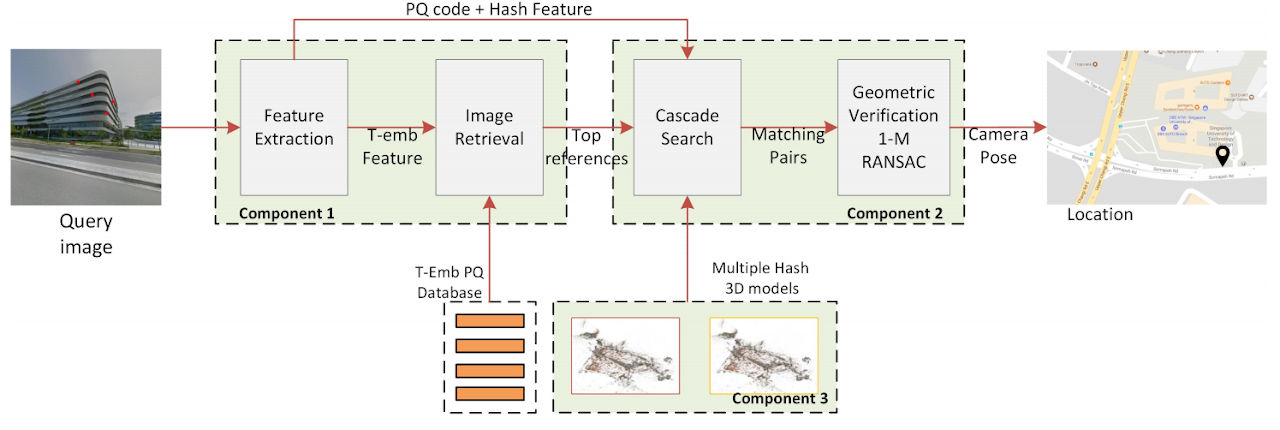 PQ code + Hash Feature
Feature
Extraction
T-emb
Feature
Image
Retrieval
Top
references
Cascade
Search
Matching
Pairs
Geometric
Verification
1-M
RANSAC
Camera
Pose
Component 1
Component 2
Query
image
Location
T-Emb PQ
Database
Multiple Hash
3D models
Component 3